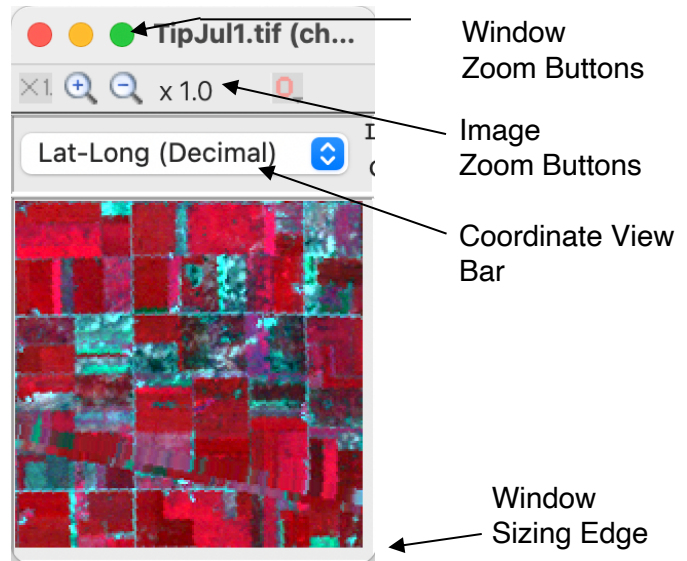 TipJul1.tif (ch...
Window
Zoom Buttons
×1.
x 1.0
Image
Zoom Buttons
Lat-Long (Decimal)
Coordinate View
Bar
Window
Sizing Edge